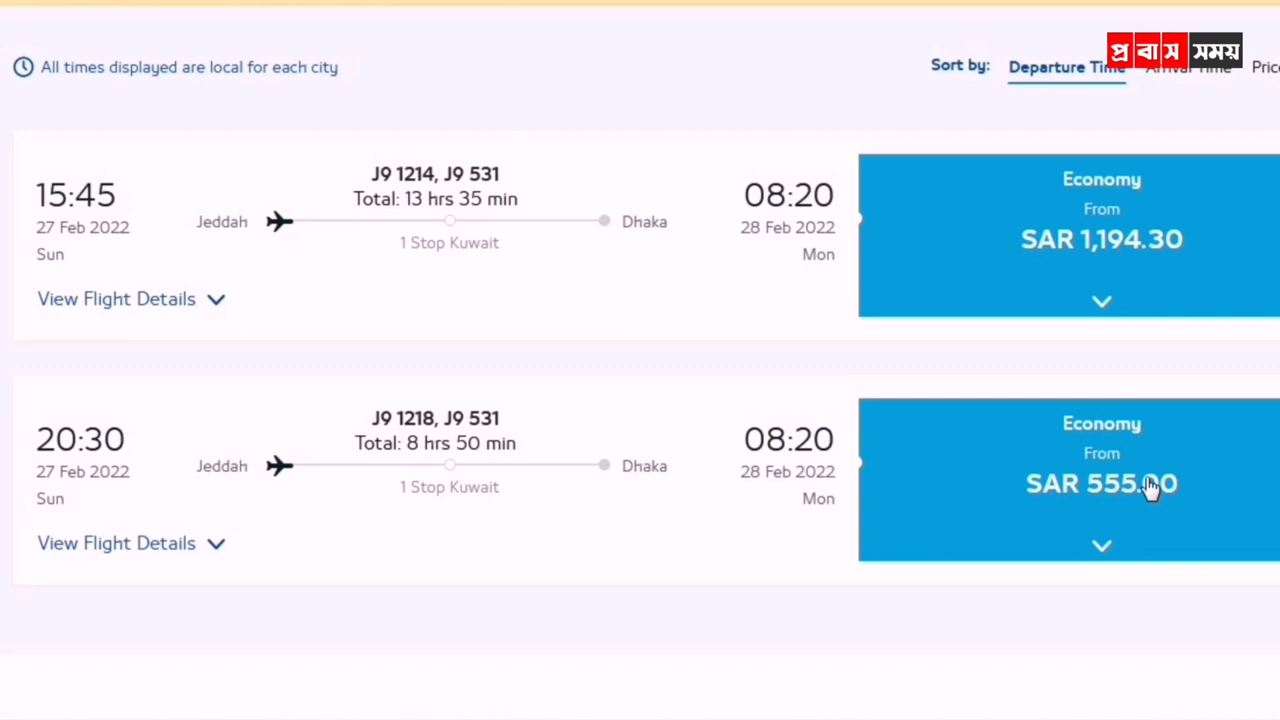 প্রবাস সময়
All times displayed are local for each city
Sort by: Departure Time
J9 1214, J9 531
Total: 13 hrs 35 min
15:45
27 Feb 2022
Sun
Jeddah
Dhaka
1 Stop Kuwait
08:20
28 Feb 2022
Mon
View Flight Details
Economy
From
SAR 1,194.30
J9 1218, J9 531
Total: 8 hrs 50 min
20:30
27 Feb 2022
Sun
Jeddah
Dhaka
1 Stop Kuwait
08:20
28 Feb 2022
Mon
View Flight Details
Economy
From
SAR